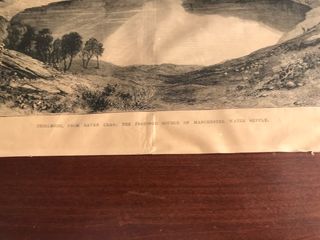 THIRLMERE, FROM RAVEN CRAG: THE PROPOSED SOURCE OF MANCHESTER WATER SUPPLY.